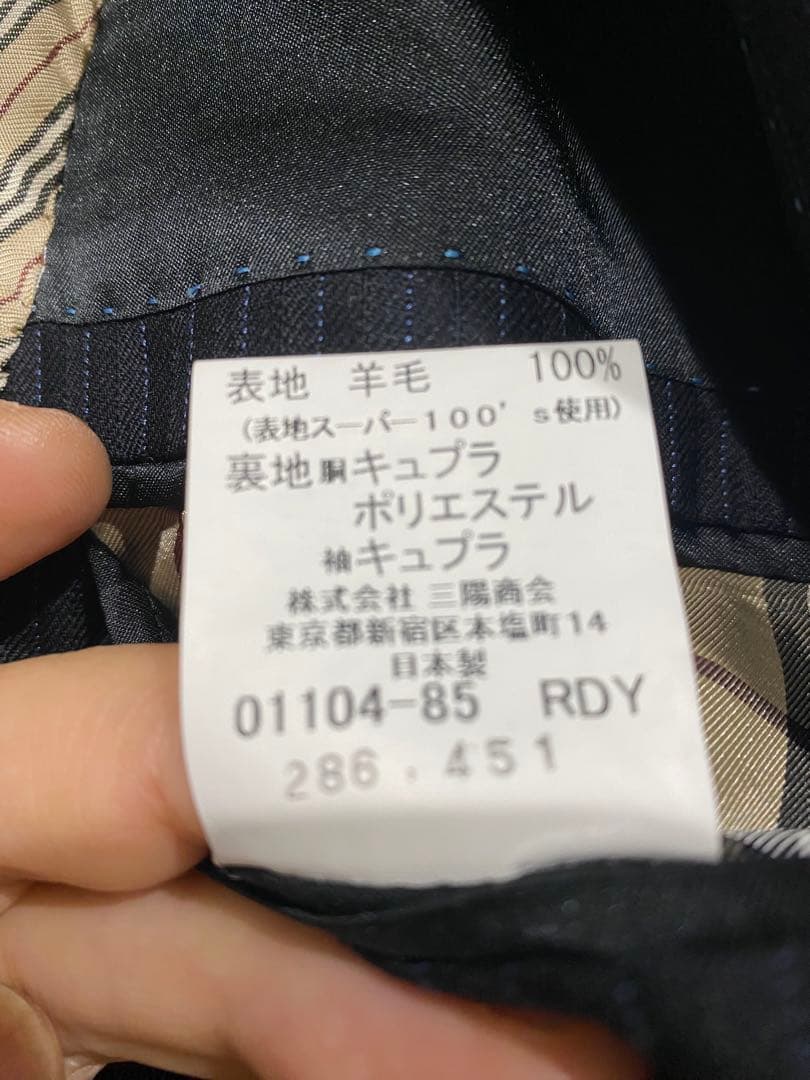 表地 羊毛 100%
(表地スーパー100's使用)
裏地 胴キュプラ
ポリエステル
袖キュプラ
株式会社 三陽商会
東京都新宿区本塩町14
日本製
01104-85 RDY
286.451